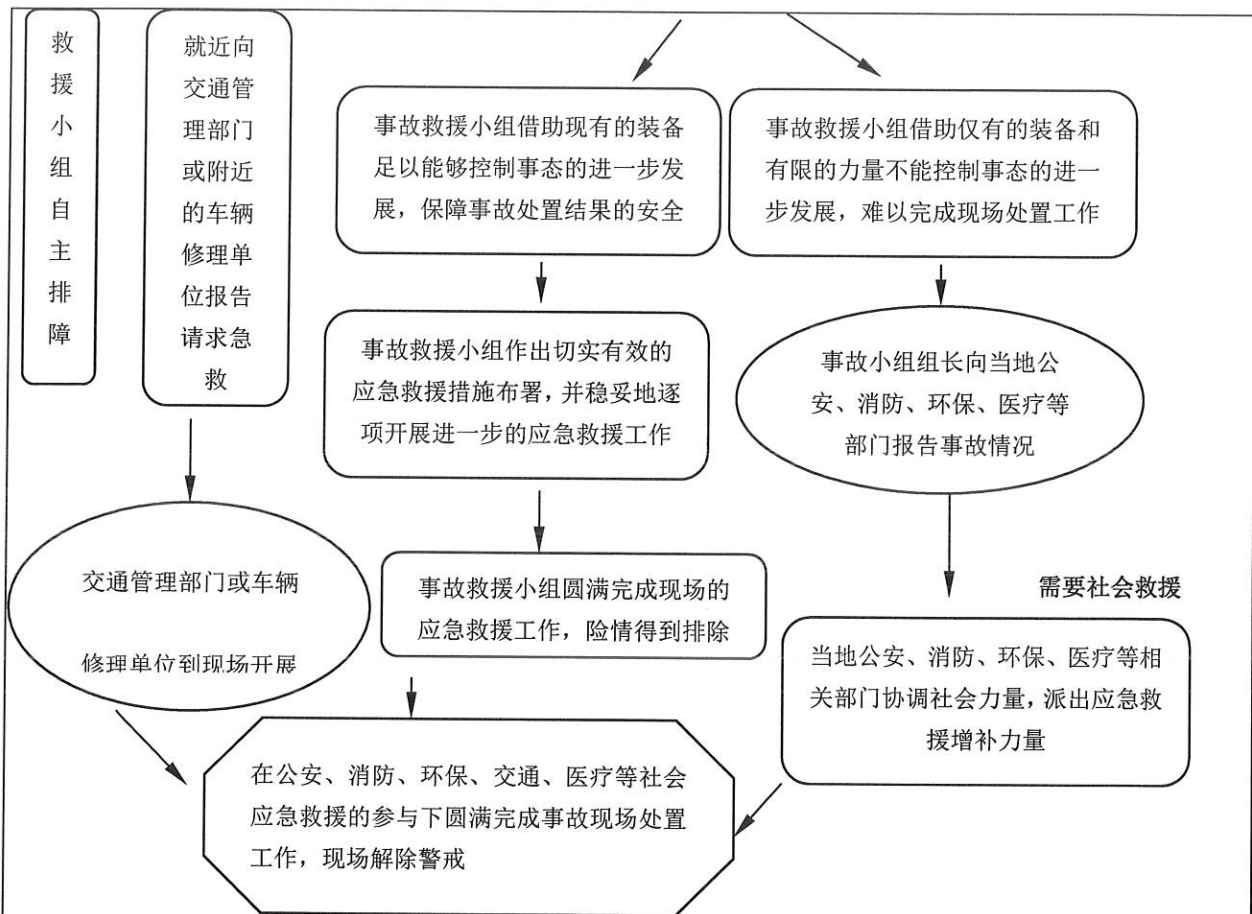 救
援
小
组
自
主
排
障
就近向
交通管
理部门
或附近
的车辆
修理单
位报告
请求急
救
事故救援小组借助现有的装备
足以能够控制事态的进一步发
展，保障事故处置结果的安全
事故救援小组借助仅有的装备和
有限的力量不能控制事态的进一
步发展，难以完成现场处置工作
事故救援小组作出切实有效的
应急救援措施布署，并稳妥地逐
项开展进一步的应急救援工作
事故小组组长向当地公
安、消防、环保、医疗等
部门报告事故情况
交通管理部门或车辆
修理单位到现场开展
事故救援小组圆满完成现场的
应急救援工作，险情得到排除
需要社会救援
当地公安、消防、环保、医疗等相
关部门协调社会力量，派出应急救
援增补力量
在公安、消防、环保、交通、医疗等社会
应急救援的参与下圆满完成事故现场处置
工作，现场解除警戒